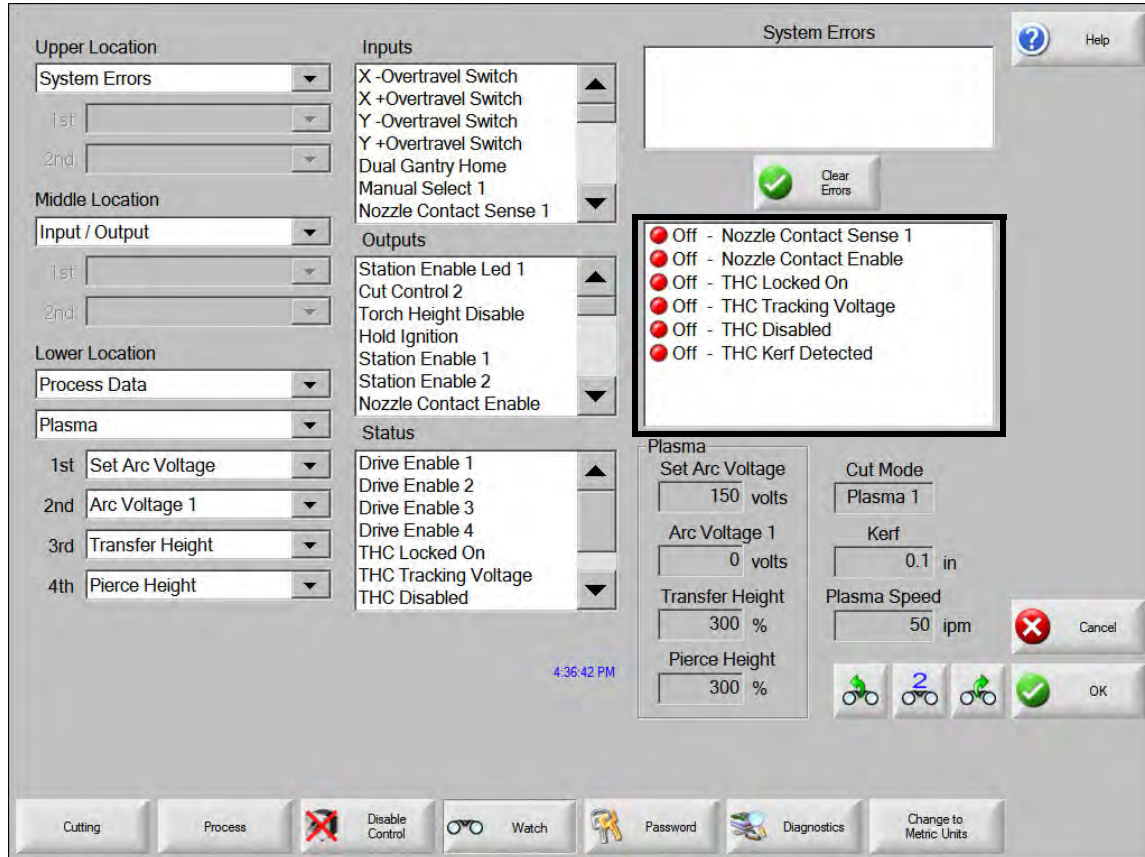 Upper Location
System Errors
1st
2nd
Middle Location
Input / Output
1st
2nd
Lower Location
Process Data
Plasma
1st Set Arc Voltage
2nd Arc Voltage 1
3rd Transfer Height
4th Pierce Height
Inputs
X -Overtravel Switch
X +Overtravel Switch
Y -Overtravel Switch
Y +Overtravel Switch
Dual Gantry Home
Manual Select 1
Nozzle Contact Sense 1
Outputs
Station Enable Led 1
Cut Control 2
Torch Height Disable
Hold Ignition
Station Enable 1
Station Enable 2
Nozzle Contact Enable
Status
Drive Enable 1
Drive Enable 2
Drive Enable 3
Drive Enable 4
THC Locked On
THC Tracking Voltage
THC Disabled
4:36:42 PM
System Errors
Clear
Errors
Off - Nozzle Contact Sense 1
Off - Nozzle Contact Enable
Off - THC Locked On
Off - THC Tracking Voltage
Off - THC Disabled
Off - THC Kerf Detected
Plasma
Set Arc Voltage
150 volts
Arc Voltage 1
0 volts
Transfer Height
300 %
Pierce Height
300 %
Cut Mode
Plasma 1
Kerf
0.1 in
Plasma Speed
50 ipm
2
Help
Cancel
OK
Cutting
Process
Disable
Control
Watch
Password
Diagnostics
Change to
Metric Units